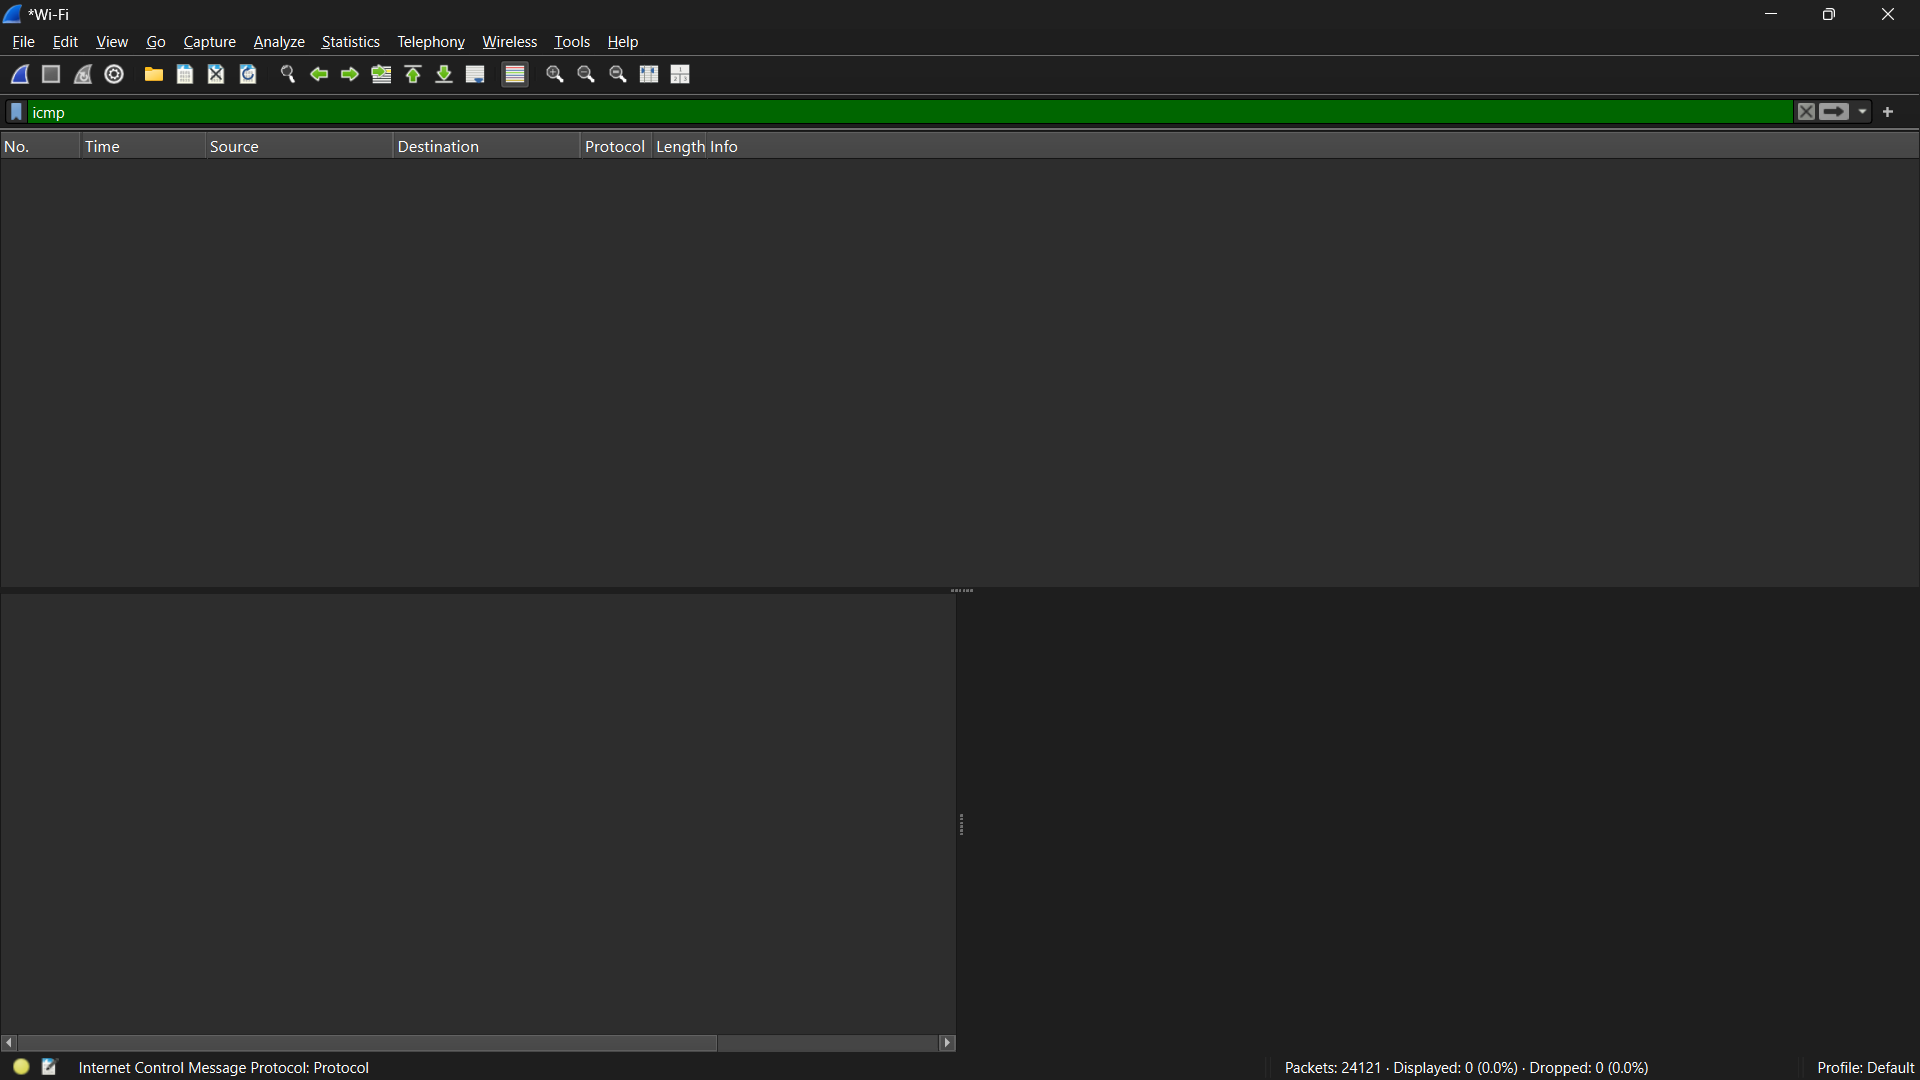 *Wi-Fi
File Edit View Go Capture Analyze Statistics Telephony Wireless Tools Help
icmp
No. Time Source Destination Protocol Length Info
Internet Control Message Protocol: Protocol Packets: 24121 · Displayed: 0 (0.0%) · Dropped: 0 (0.0%) Profile: Default